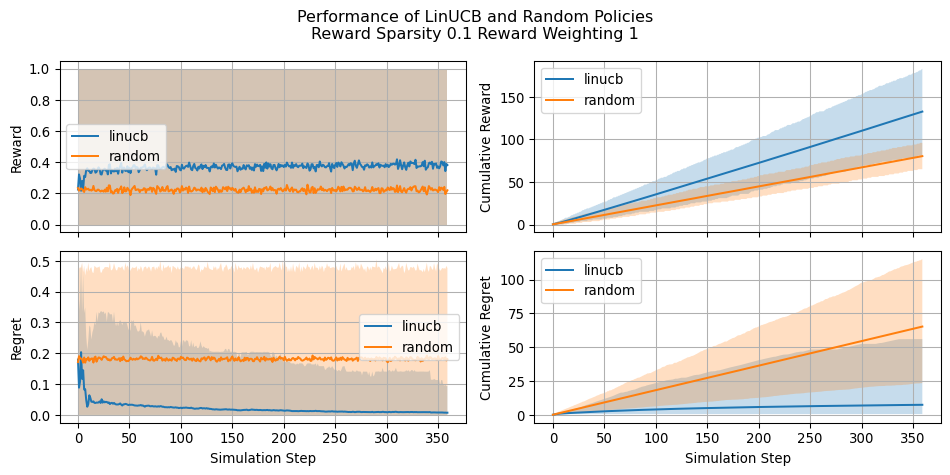 Performance of LinUCB and Random Policies
Reward Sparsity 0.1 Reward Weighting 1
Reward
1.0
0.8
0.6
0.4
0.2
0.0
linucb
random
Cumulative Reward
150
100
50
0
linucb
random
Regret
0.5
0.4
0.3
0.2
0.1
0.0
linucb
random
0 50 100 150 200 250 300 350
Simulation Step
Cumulative Regret
100
75
50
25
0
linucb
random
0 50 100 150 200 250 300 350
Simulation Step